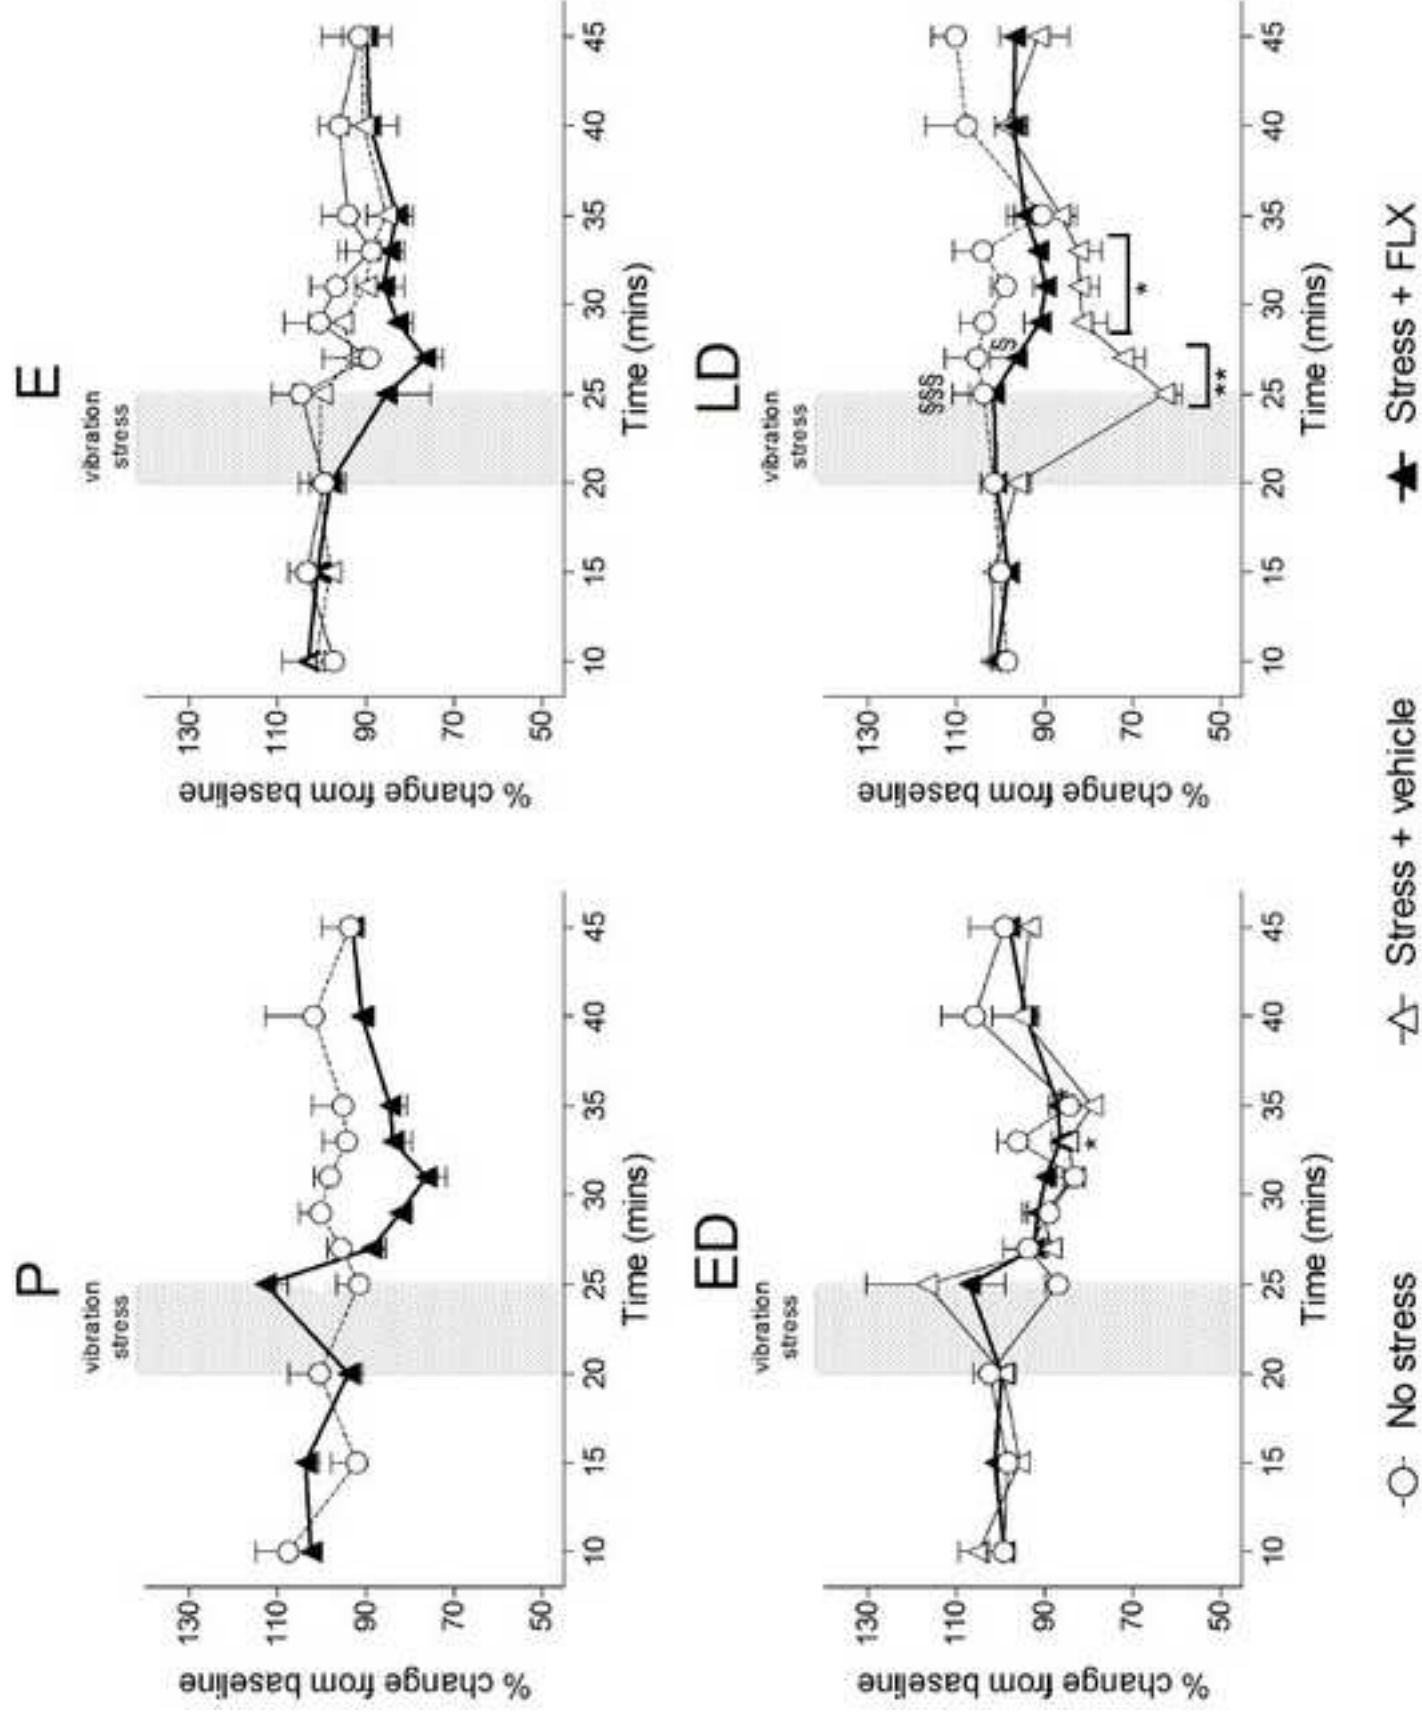 P
vibration
stress
% change from baseline
130
110
90
70
50
10
15
20
25
30
35
40
45
Time (mins)
E
vibration
stress
% change from baseline
130
110
90
70
50
10
15
20
25
30
35
40
45
Time (mins)
ED
vibration
stress
% change from baseline
130
110
90
70
50
*
*
10
15
20
25
30
35
40
45
Time (mins)
LD
vibration
stress
% change from baseline
130
110
90
70
50
§§§
§
**
*
10
15
20
25
30
35
40
45
Time (mins)
No stress
Stress + vehicle
Stress + FLX